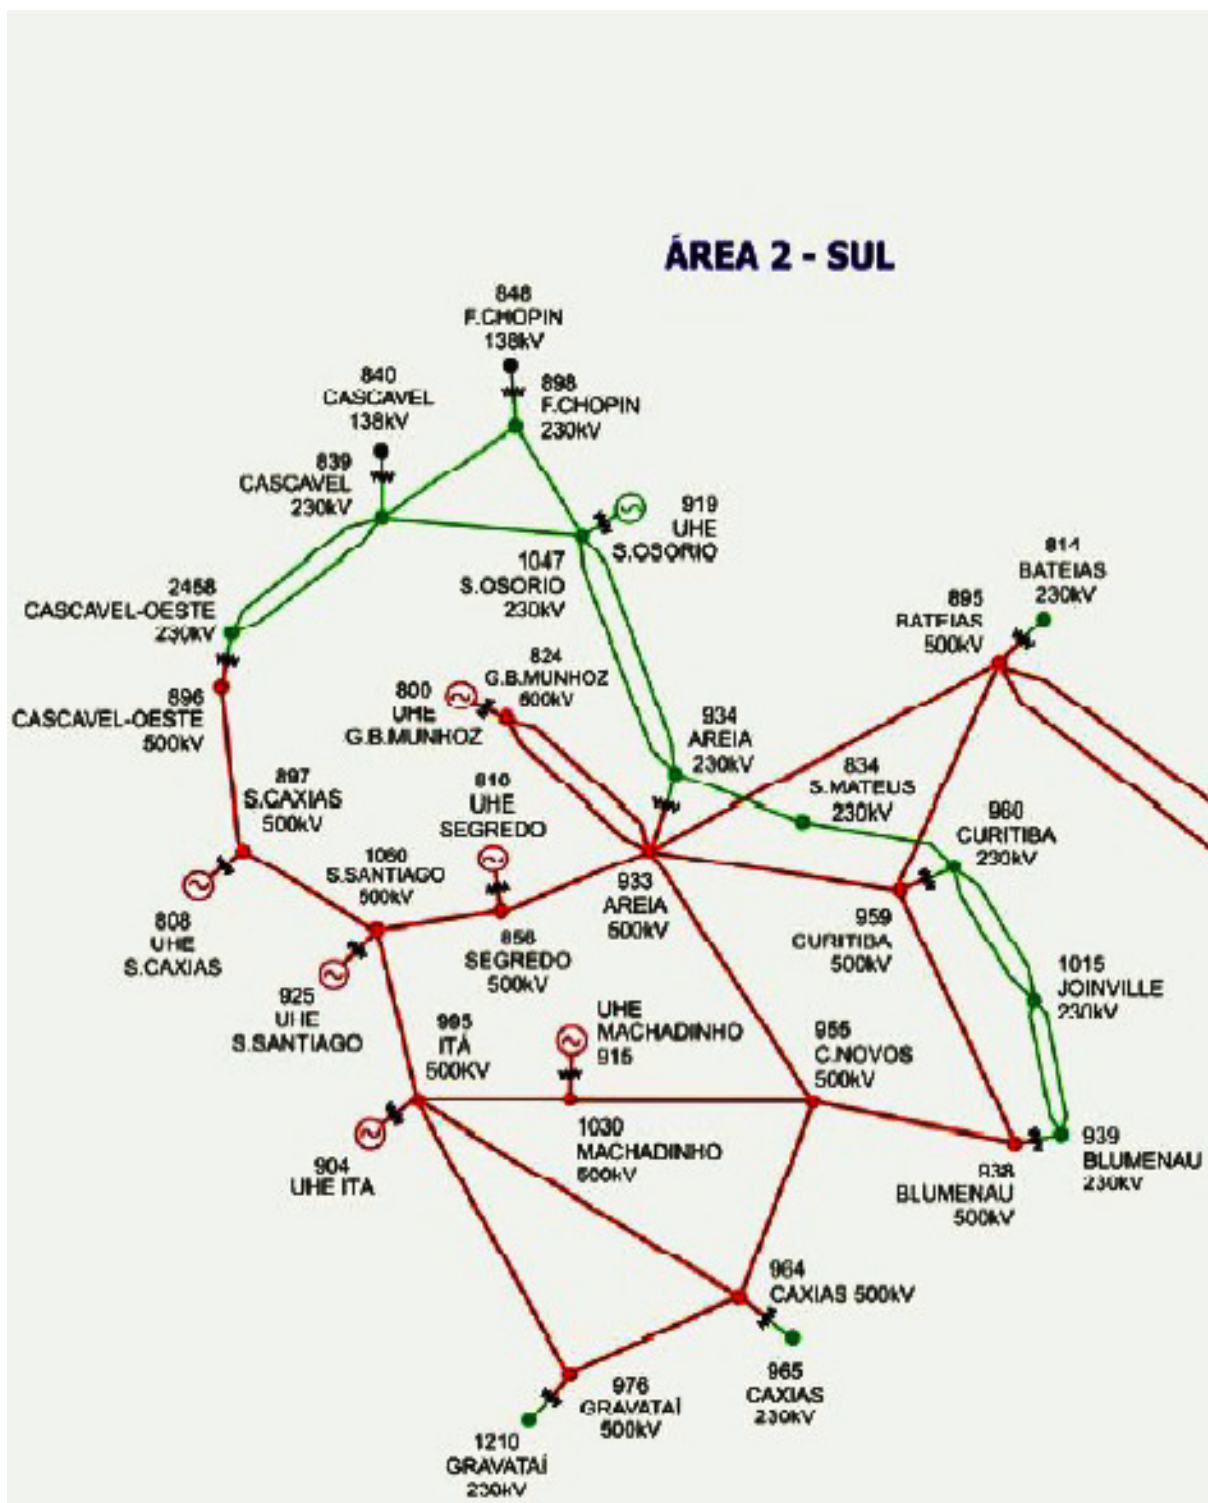 ÁREA 2 - SUL
848
F.CHOPIN
138kV
840
CASCAVEL
138kV
898
F.CHOPIN
230kV
839
CASCAVEL
230kV
919
UHE
S.OSORIO
1047
S.OSORIO
230kV
814
BATEIAS
230kV
895
BATEIAS
500kV
2458
CASCAVEL-OESTE
230kV
824
G.B.MUNHOZ
500kV
800
UHE
G.B.MUNHOZ
896
CASCAVEL-OESTE
500kV
934
AREIA
230kV
834
S.MATEUS
230kV
897
S.CAXIAS
500kV
810
UHE
SEGREDO
960
CURITIBA
230kV
1060
S.SANTIAGO
500kV
933
AREIA
500kV
959
CURITIBA
500kV
808
UHE
S.CAXIAS
856
SEGREDO
500kV
1015
JOINVILLE
230kV
925
UHE
S.SANTIAGO
995
ITÁ
500KV
UHE
MACHADINHO
915
955
C.NOVOS
500kV
904
UHE ITA
1030
MACHADINHO
500kV
939
BLUMENAU
230kV
938
BLUMENAU
500kV
964
CAXIAS 500kV
965
CAXIAS
230kV
976
GRAVATAÍ
500kV
1210
GRAVATAÍ
230kV